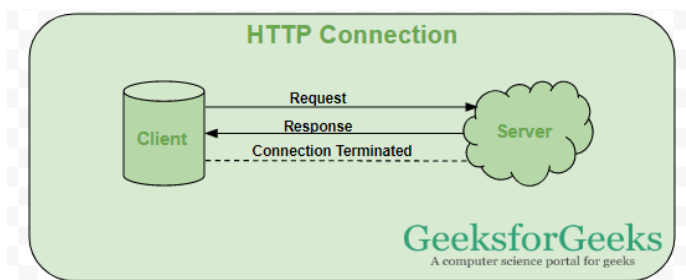 HTTP Connection
Request
Response
Connection Terminated
Client
Server
GeeksforGeeks
A computer science portal for geeks